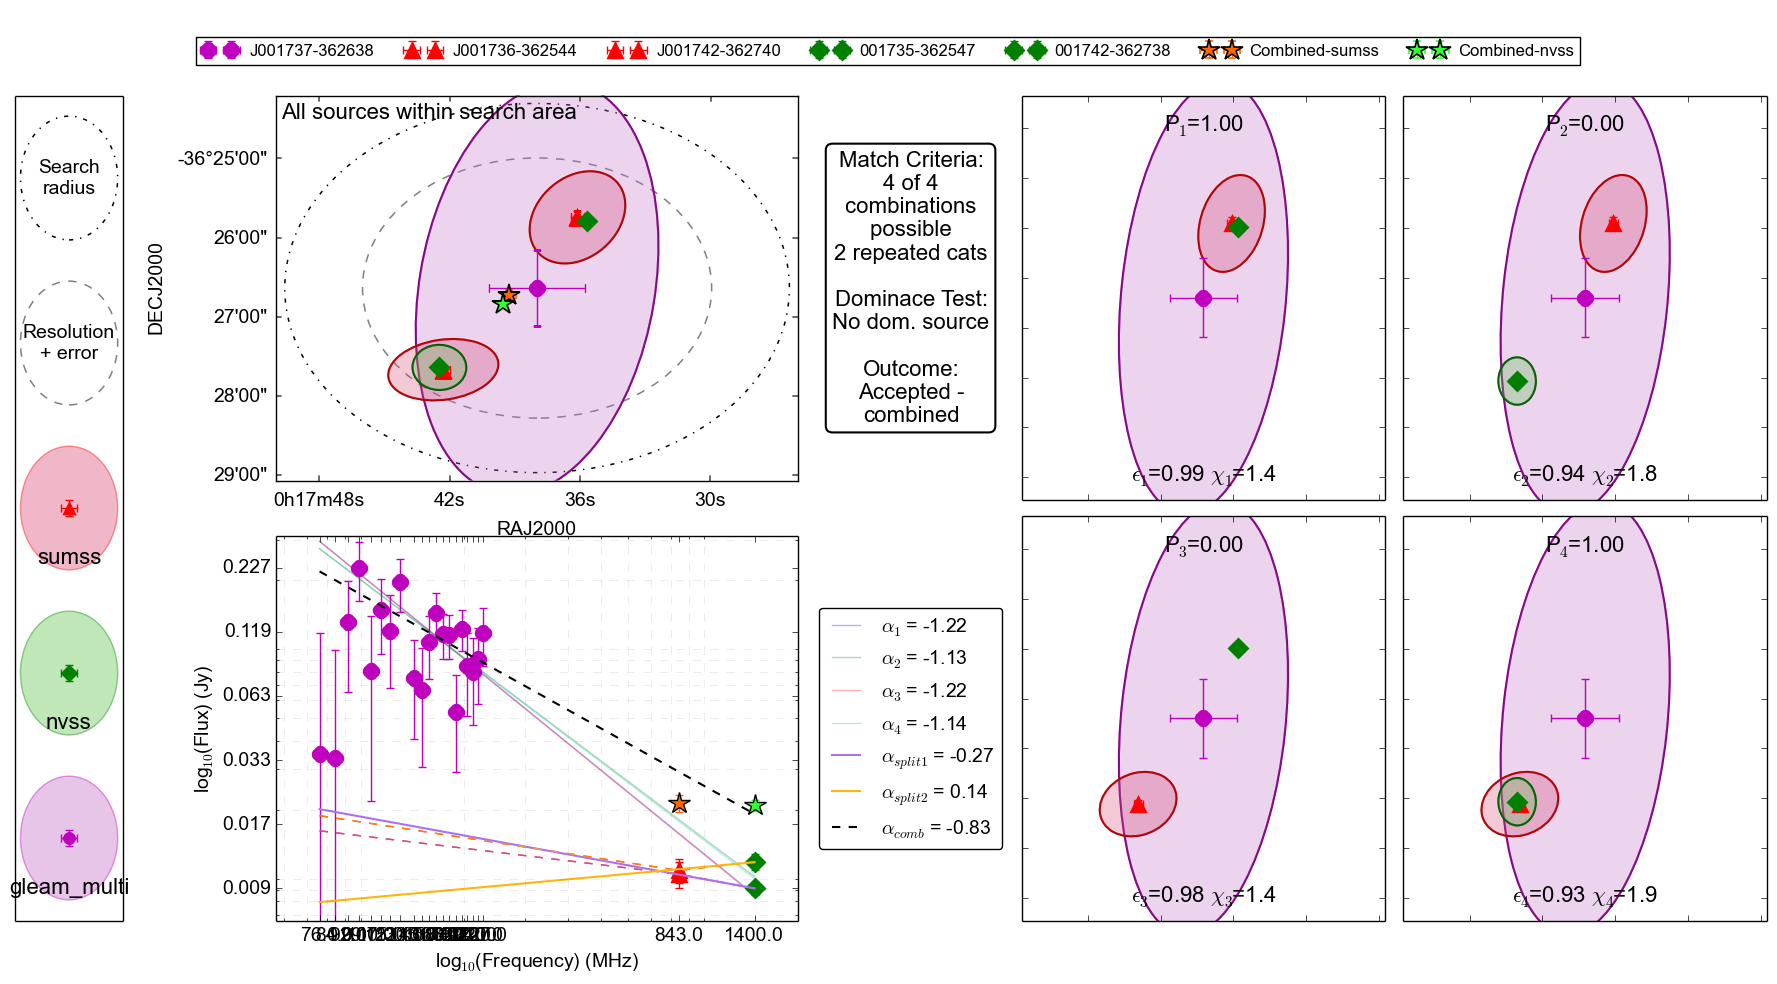 J001737-362638
J001736-362544
J001742-362740
001735-362547
001742-362738
Combined-sumss
Combined-nvss
Search
radius
Resolution
+ error
sumss
nvss
gleam_multi
All sources within search area
DECJ2000
-36°25'00"
26'00"
27'00"
28'00"
29'00"
0h17m48s
42s
36s
30s
RAJ2000
Match Criteria:
4 of 4
combinations
possible
2 repeated cats
Dominace Test:
No dom. source
Outcome:
Accepted -
combined
P1=1.00
ϵ1=0.99 χ1=1.4
P2=0.00
ϵ2=0.94 χ2=1.8
P3=0.00
ϵ3=0.98 χ3=1.4
P4=1.00
ϵ4=0.93 χ4=1.9
log10(Flux) (Jy)
0.227
0.119
0.063
0.033
0.017
0.009
843.0
1400.0
log10(Frequency) (MHz)
α1 = -1.22
α2 = -1.13
α3 = -1.22
α4 = -1.14
αsplit1 = -0.27
αsplit2 = 0.14
αcomb = -0.83